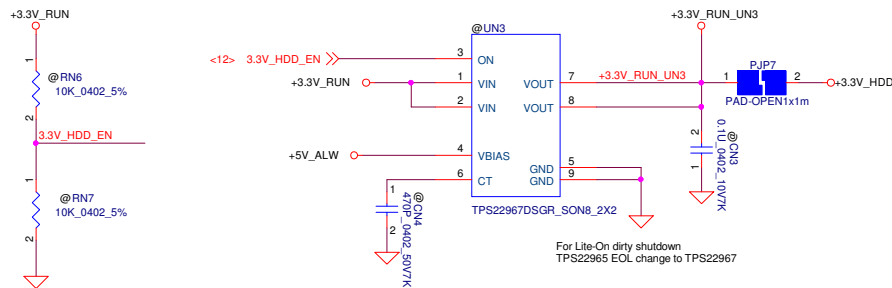 +3.3V_RUN
1
@RN6
10K_0402_5%
2
3.3V_HDD_EN
1
@RN7
10K_0402_5%
2
@UN3
<12> 3.3V_HDD_EN
3
ON
+3.3V_RUN
1
VIN
2
VIN
+5V_ALW
4
VBIAS
6
CT
1
2
@CN4
470P_0402_50V7K
VOUT
7
+3.3V_RUN_UN3
VOUT
8
GND
5
GND
9
TPS22967DSGR_SON8_2X2
+3.3V_RUN_UN3
PJP7
1
2
+3.3V_HDD
PAD-OPEN1x1m
2
1
@CN3
0.1U_0402_10V7K
For Lite-On dirty shutdown
TPS22965 EOL change to TPS22967